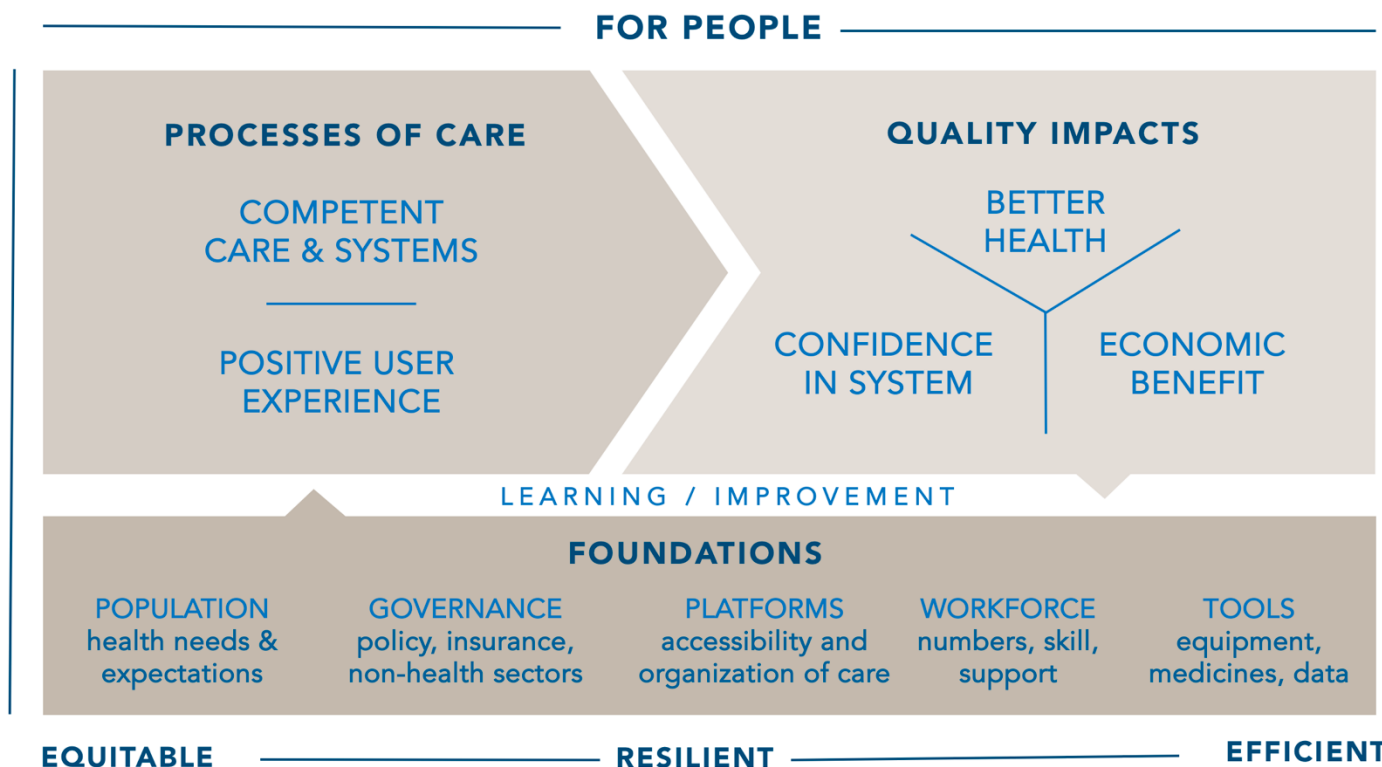 FOR PEOPLE
PROCESSES OF CARE
COMPETENT
CARE & SYSTEMS
POSITIVE USER
EXPERIENCE
QUALITY IMPACTS
BETTER
HEALTH
CONFIDENCE
IN SYSTEM
ECONOMIC
BENEFIT
LEARNING / IMPROVEMENT
FOUNDATIONS
POPULATION
health needs &
expectations
GOVERNANCE
policy, insurance,
non-health sectors
PLATFORMS
accessibility and
organization of care
WORKFORCE
numbers, skill,
support
TOOLS
equipment,
medicines, data
EQUITABLE
RESILIENT
EFFICIENT